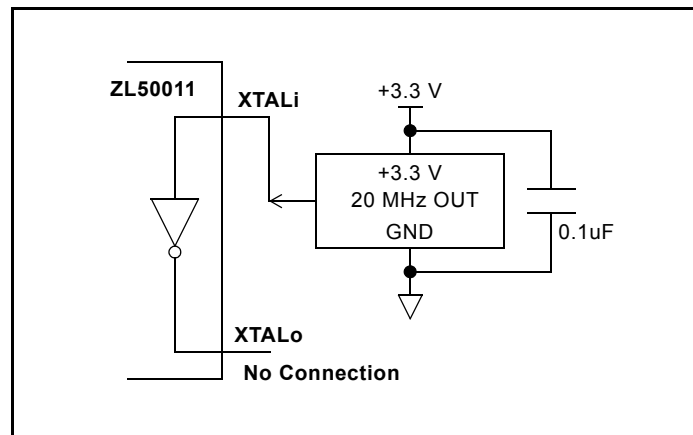 ZL50011
XTALi
+3.3 V
+3.3 V
20 MHz OUT
GND
0.1uF
XTALo
No Connection